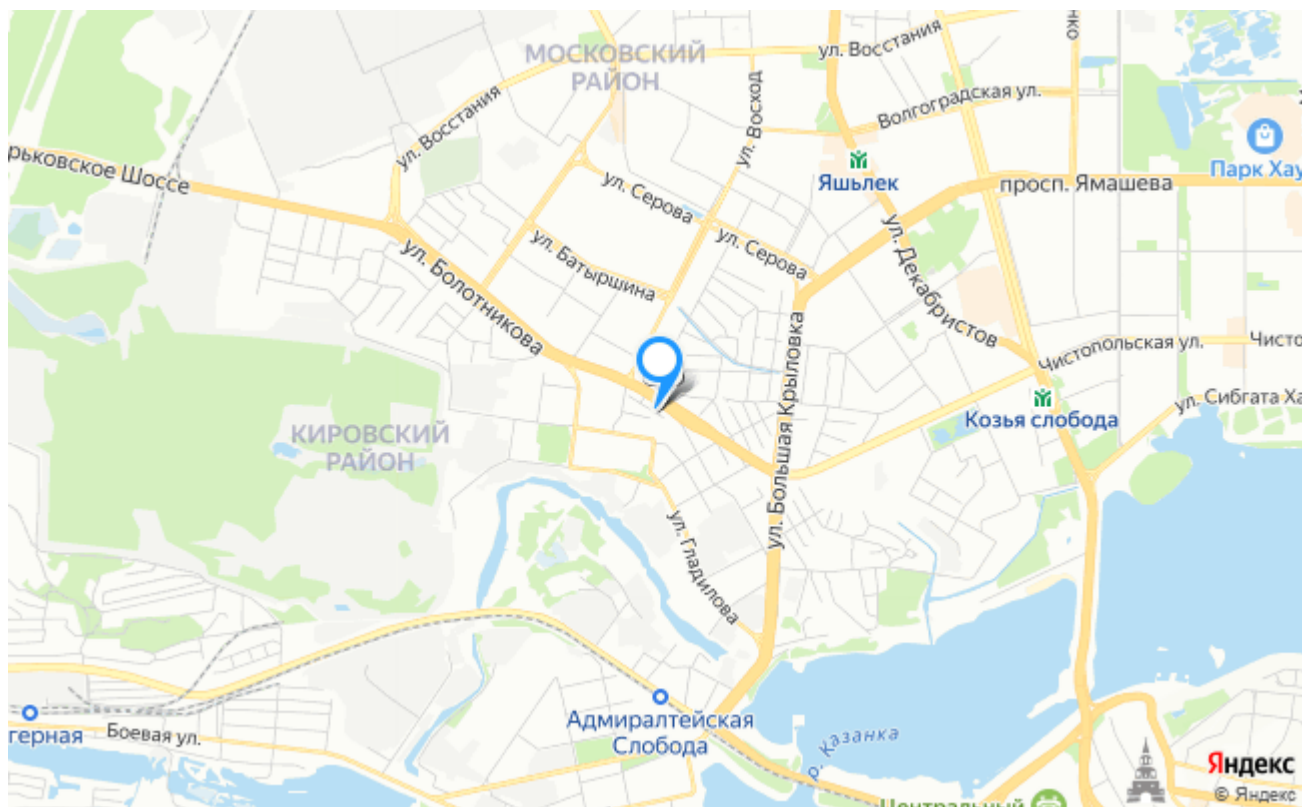 МОСКОВСКИЙ
РАЙОН
ул. Восстания
ул. Восстания
ул. Восход
Волгоградская ул.
рьковское Шоссе
Яшьлек
просп. Ямашева
Парк Хау
ул. Серова
ул. Серова
ул. Батыршина
ул. Болотникова
ул. Декабристов
ул. Большая Крыловка
Чистопольская ул.
Чисто
ул. Сибгата Ха
Козья слобода
КИРОВСКИЙ
РАЙОН
ул. Гладилова
Адмиралтейская
Слобода
герная
Боевая ул.
р. Казанка
Центральный
Яндекс
© Яндекс